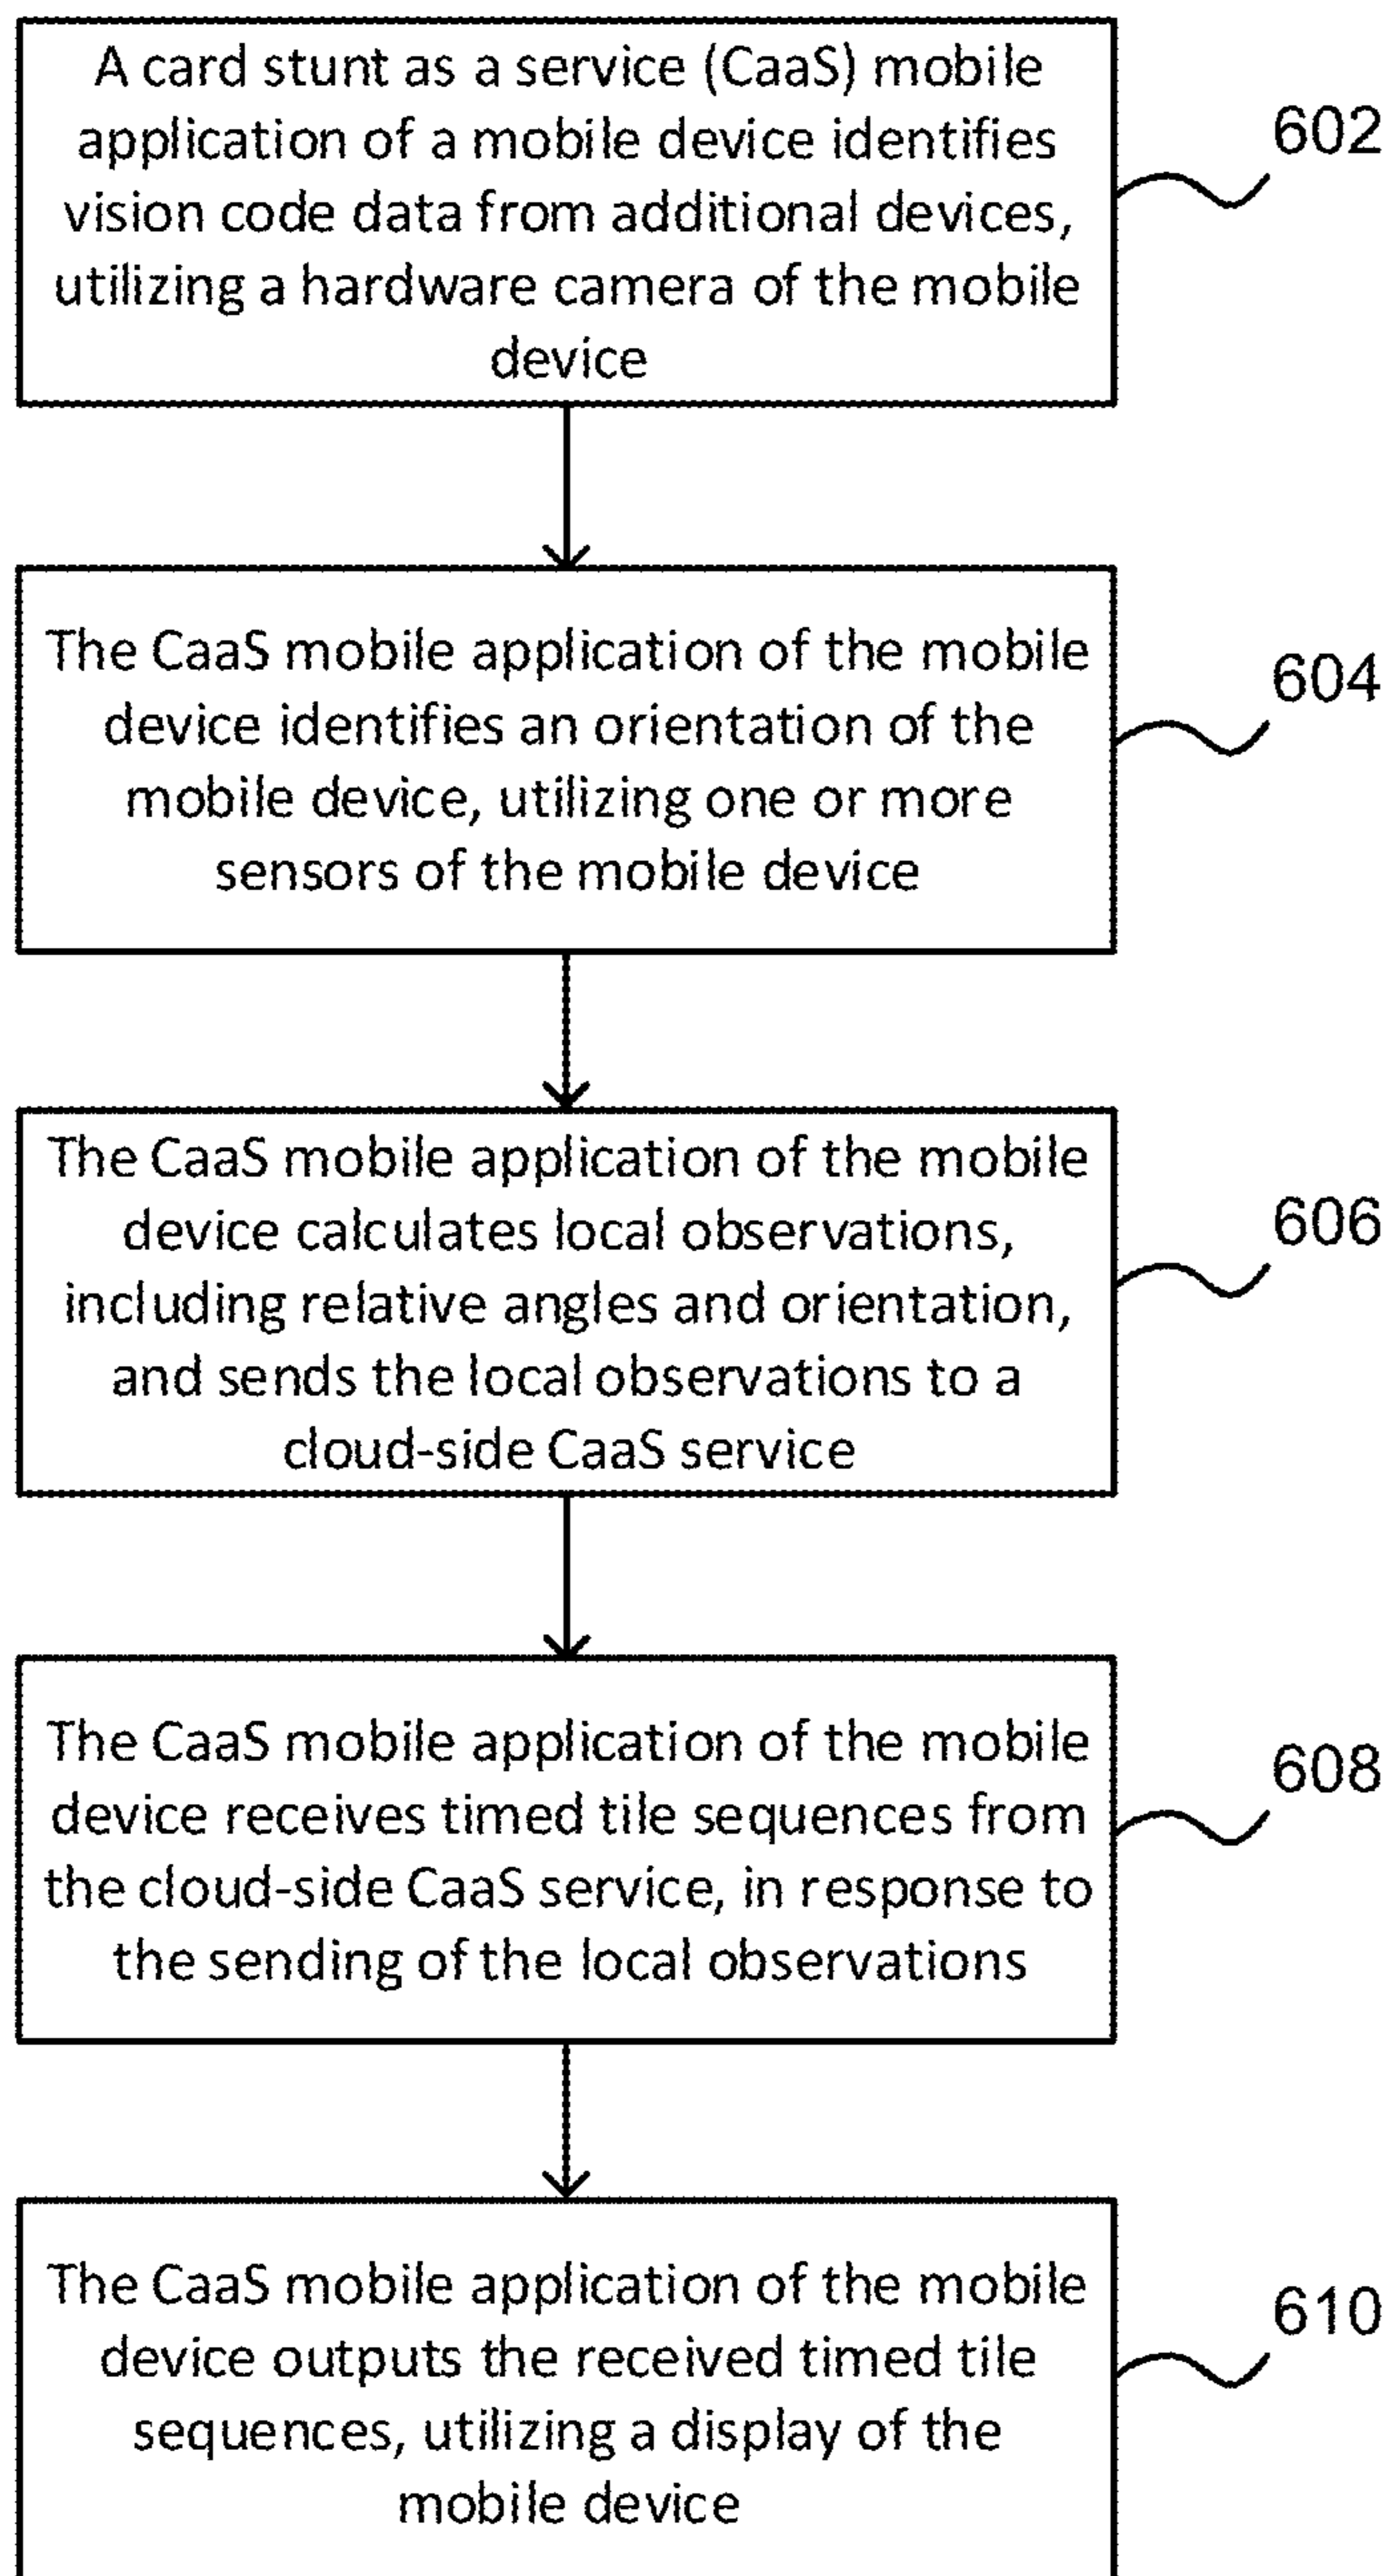 A card stunt as a service (CaaS) mobile
application of a mobile device identifies
vision code data from additional devices,
utilizing a hardware camera of the mobile
device
602
The CaaS mobile application of the mobile
device identifies an orientation of the
mobile device, utilizing one or more
sensors of the mobile device
604
The CaaS mobile application of the mobile
device calculates local observations,
including relative angles and orientation,
and sends the local observations to a
cloud-side CaaS service
606
The CaaS mobile application of the mobile
device receives timed tile sequences from
the cloud-side CaaS service, in response to
the sending of the local observations
608
The CaaS mobile application of the mobile
device outputs the received timed tile
sequences, utilizing a display of the
mobile device
610